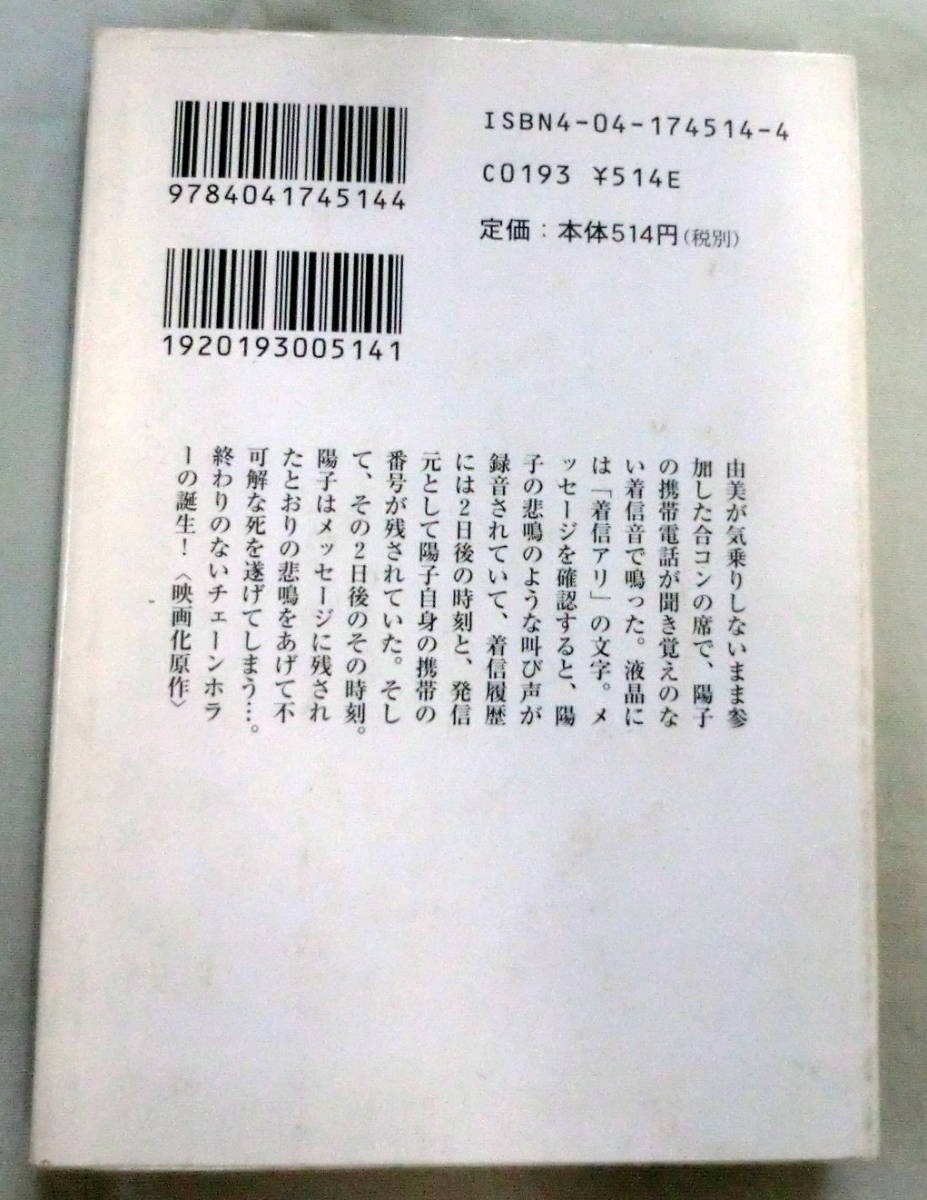 ISBN4-04-174514-4
C0193 ¥514E
定価：本体514円（税別）
9784041745144
1920193005141
由美が気乗りしないまま参
加した合コンの席で、陽子
の携帯電話が聞き覚えのな
い着信音で鳴った。液晶に
は「着信アリ」の文字。メ
ッセージを確認すると、陽
子の悲鳴のような叫び声が
録音されていて、着信履歴
には2日後の時刻と、発信
元として陽子自身の携帯の
番号が残されていた。そし
て、その2日後のその時刻。
陽子はメッセージに残され
たとおりの悲鳴をあげて不
可解な死を遂げてしまう…。
終わりのないチェーンホラ
ーの誕生！〈映画化原作〉